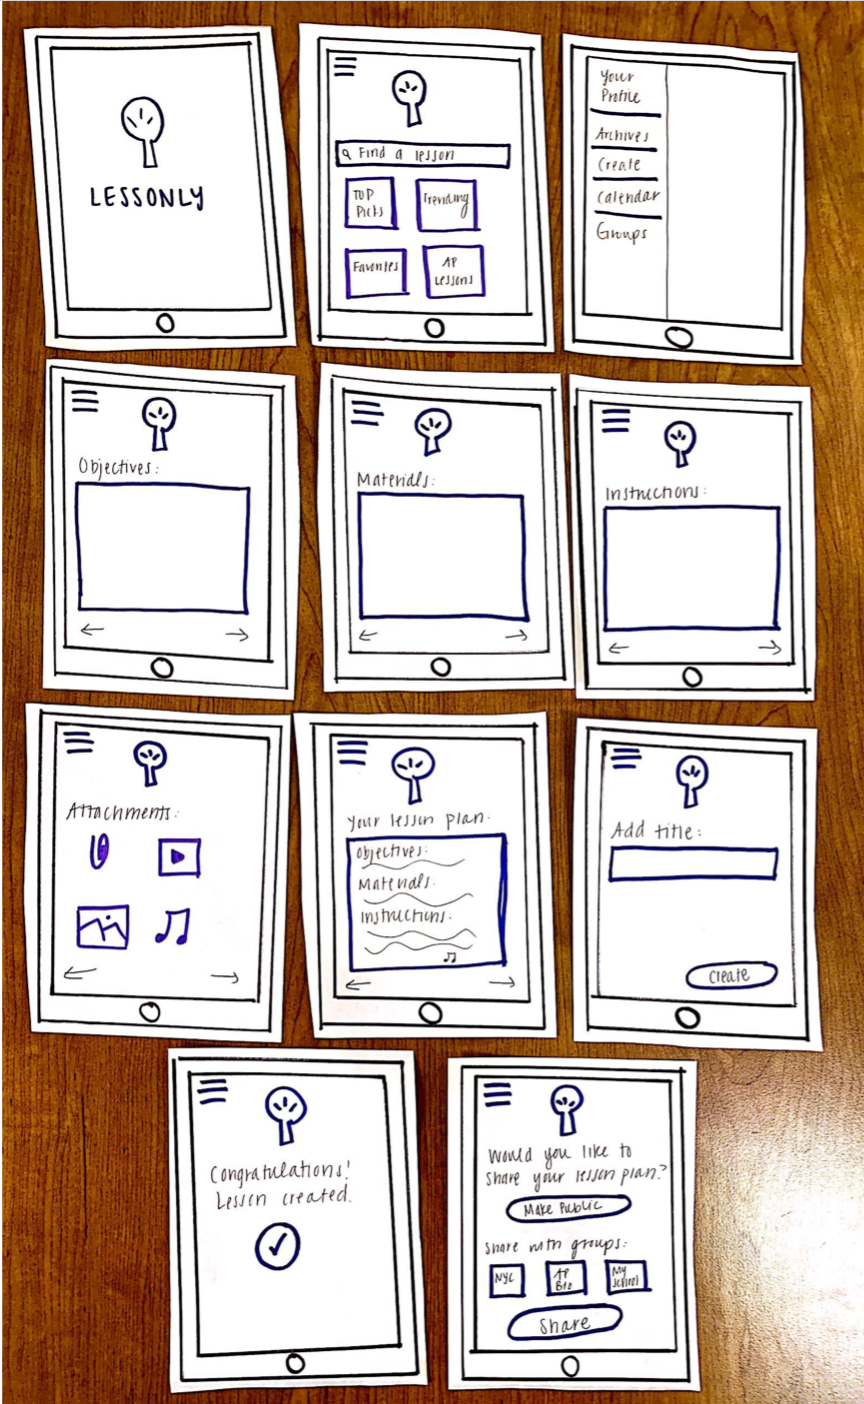 LESSONLY
Find a lesson
TOP
Picks
Trending
Favorites
AP
Lessons
Your
Profile
Archives
Create
Calendar
Groups
Objectives:
Materials:
Instructions:
Attachments:
Your lesson plan:
Objectives:
Materials:
Instructions:
Add title:
Create
Congratulations!
Lesson created.
Would you like to
share your lesson plan?
Make Public
Share with groups:
NYC
AP
Bio
My
School
Share